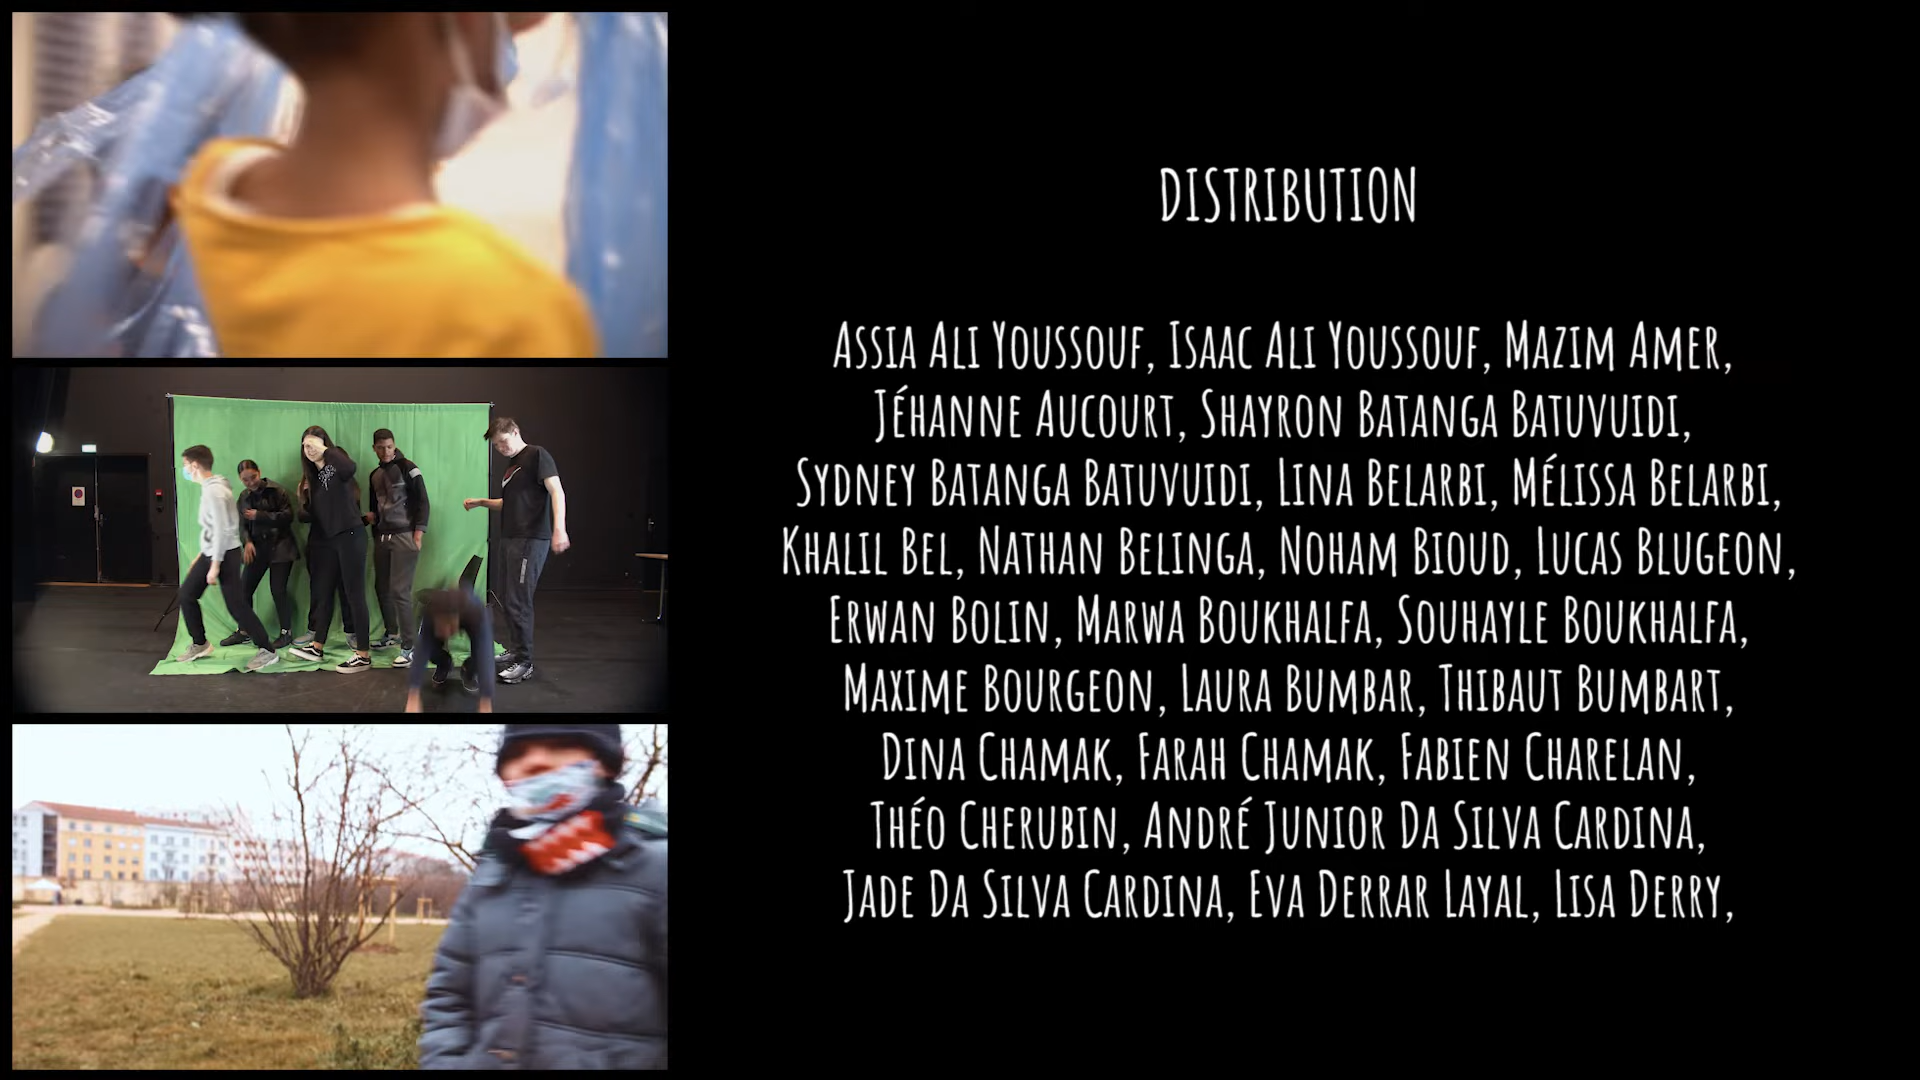 DISTRIBUTION
ASSIA ALI YOUSSOUF, ISAAC ALI YOUSSOUF, MAZIM AMER,
JÉHANNE AUCOURT, SHAYRON BATANGA BATUVUIDI,
SYDNEY BATANGA BATUVUIDI, LINA BELARBI, MÉLISSA BELARBI,
KHALIL BEL, NATHAN BELINGA, NOHAM BIOUD, LUCAS BLUGEON,
ERWAN BOLIN, MARWA BOUKHALFA, SOUHAYLE BOUKHALFA,
MAXIME BOURGEON, LAURA BUMBAR, THIBAUT BUMBART,
DINA CHAMAK, FARAH CHAMAK, FABIEN CHARELAN,
THÉO CHERUBIN, ANDRÉ JUNIOR DA SILVA CARDINA,
JADE DA SILVA CARDINA, EVA DERRAR LAYAL, LISA DERRY,